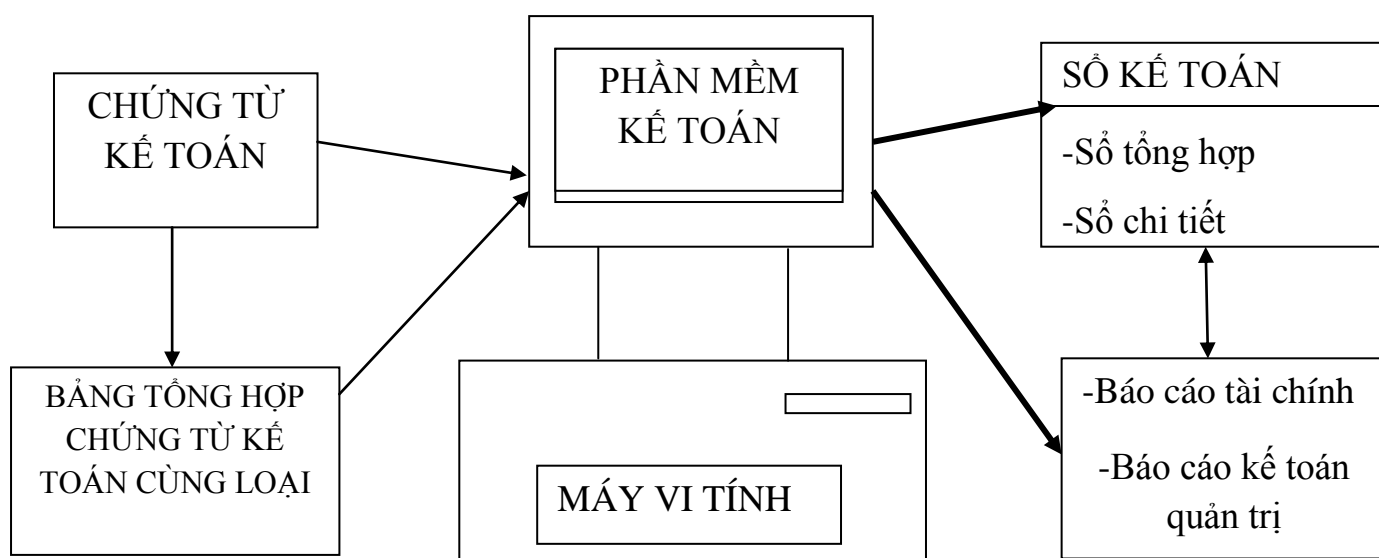 CHỨNG TỪ
KẾ TOÁN
BẢNG TỔNG HỢP
CHỨNG TỪ KẾ
TOÁN CÙNG LOẠI
PHẦN MỀM
KẾ TOÁN
MÁY VI TÍNH
SỔ KẾ TOÁN
-Sổ tổng hợp
-Sổ chi tiết
-Báo cáo tài chính
-Báo cáo kế toán
quản trị